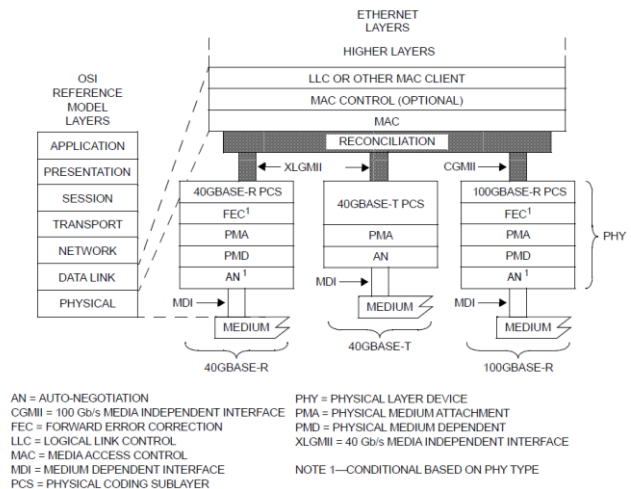 ETHERNET
LAYERS
HIGHER LAYERS
LLC OR OTHER MAC CLIENT
MAC CONTROL (OPTIONAL)
MAC
RECONCILIATION
OSI
REFERENCE
MODEL
LAYERS
APPLICATION
PRESENTATION
SESSION
TRANSPORT
NETWORK
DATA LINK
PHYSICAL
XLGMII
CGMII
40GBASE-R PCS
FEC1
PMA
PMD
AN 1
MDI
MEDIUM
40GBASE-R
40GBASE-T PCS
PMA
AN
MDI
MEDIUM
40GBASE-T
100GBASE-R PCS
FEC1
PMA
PMD
AN 1
MDI
MEDIUM
100GBASE-R
PHY
AN = AUTO-NEGOTIATION
CGMII = 100 Gb/s MEDIA INDEPENDENT INTERFACE
FEC = FORWARD ERROR CORRECTION
LLC = LOGICAL LINK CONTROL
MAC = MEDIA ACCESS CONTROL
MDI = MEDIUM DEPENDENT INTERFACE
PCS = PHYSICAL CODING SUBLAYER
PHY = PHYSICAL LAYER DEVICE
PMA = PHYSICAL MEDIUM ATTACHMENT
PMD = PHYSICAL MEDIUM DEPENDENT
XLGMII = 40 Gb/s MEDIA INDEPENDENT INTERFACE
NOTE 1—CONDITIONAL BASED ON PHY TYPE